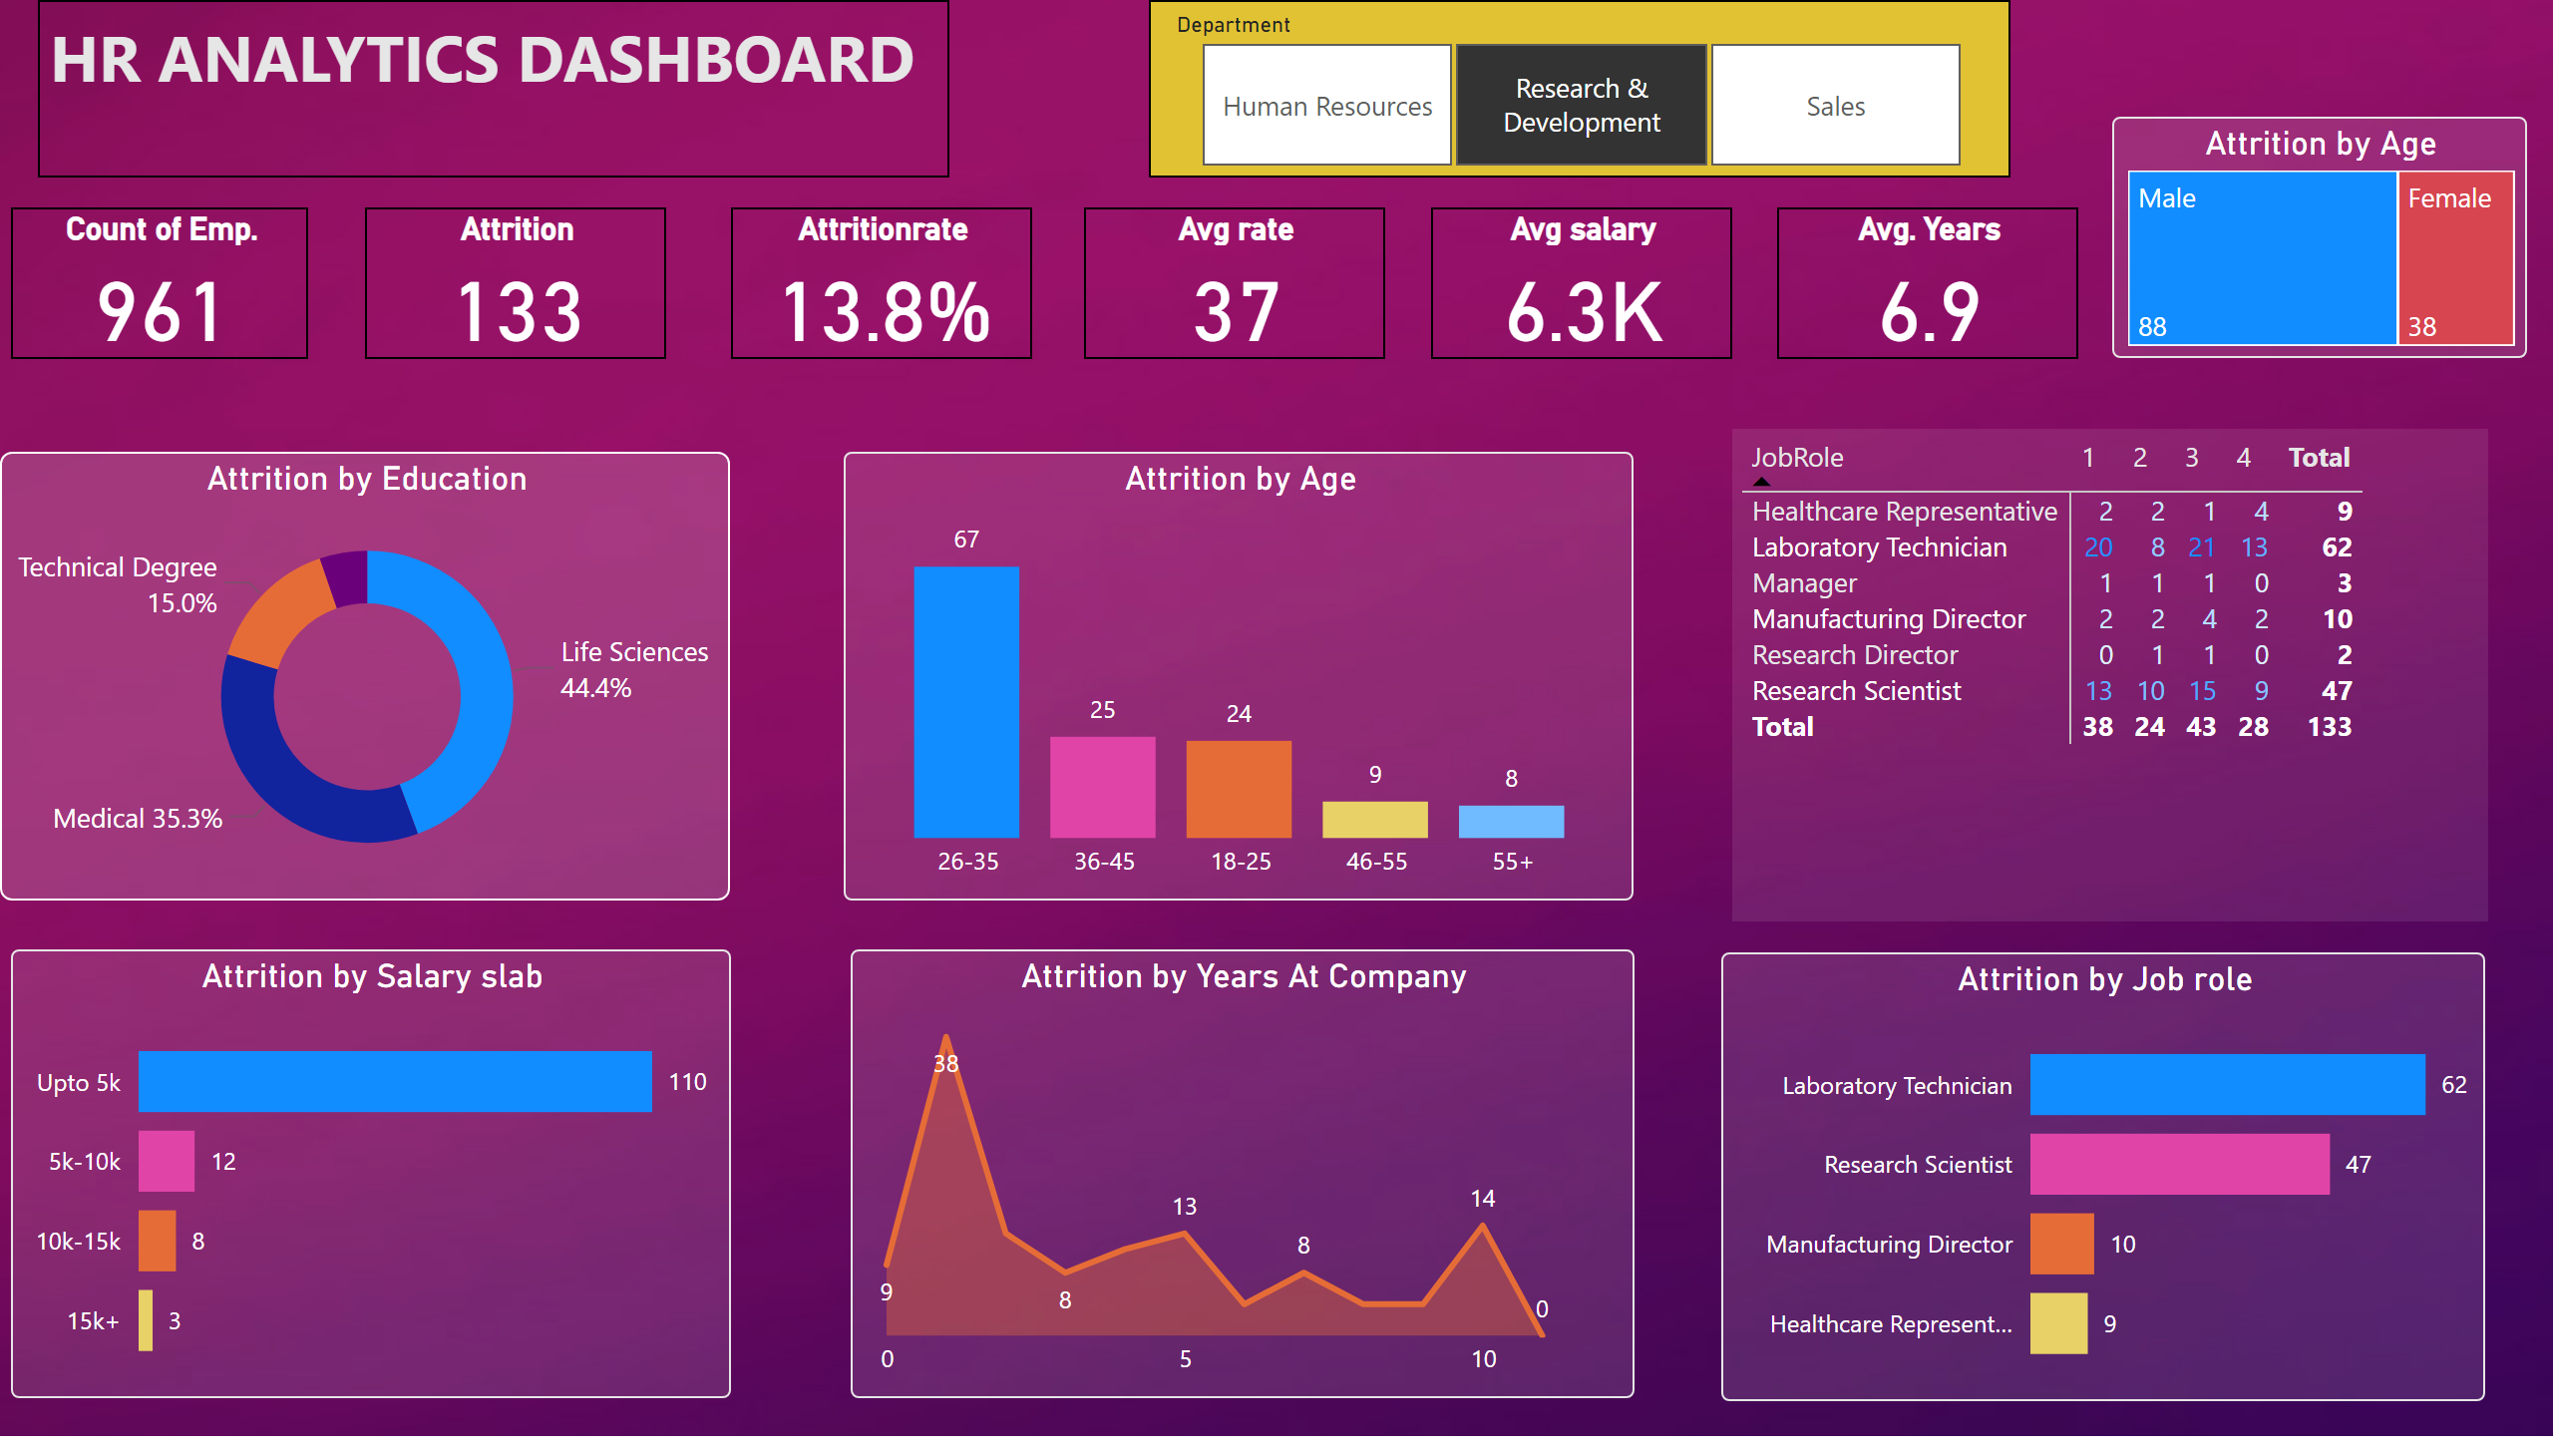 HR ANALYTICS DASHBOARD
Department
Human Resources
Research &
Development
Sales
Count of Emp.
961
Attrition
133
Attritionrate
13.8%
Avg rate
37
Avg salary
6.3K
Avg. Years
6.9
Attrition by Age
Male
Female
88
38
Attrition by Education
Technical Degree
15.0%
Life Sciences
44.4%
Medical 35.3%
Attrition by Age
67
25
24
9
8
26-35
36-45
18-25
46-55
55+
JobRole 1 2 3 4 Total
Healthcare Representative 2 2 1 4 9
Laboratory Technician 20 8 21 13 62
Manager 1 1 1 0 3
Manufacturing Director 2 2 4 2 10
Research Director 0 1 1 0 2
Research Scientist 13 10 15 9 47
Total 38 24 43 28 133
Attrition by Salary slab
Upto 5k 110
5k-10k 12
10k-15k 8
15k+ 3
Attrition by Years At Company
38
9
8
13
8
14
0
0
5
10
Attrition by Job role
Laboratory Technician 62
Research Scientist 47
Manufacturing Director 10
Healthcare Represent... 9